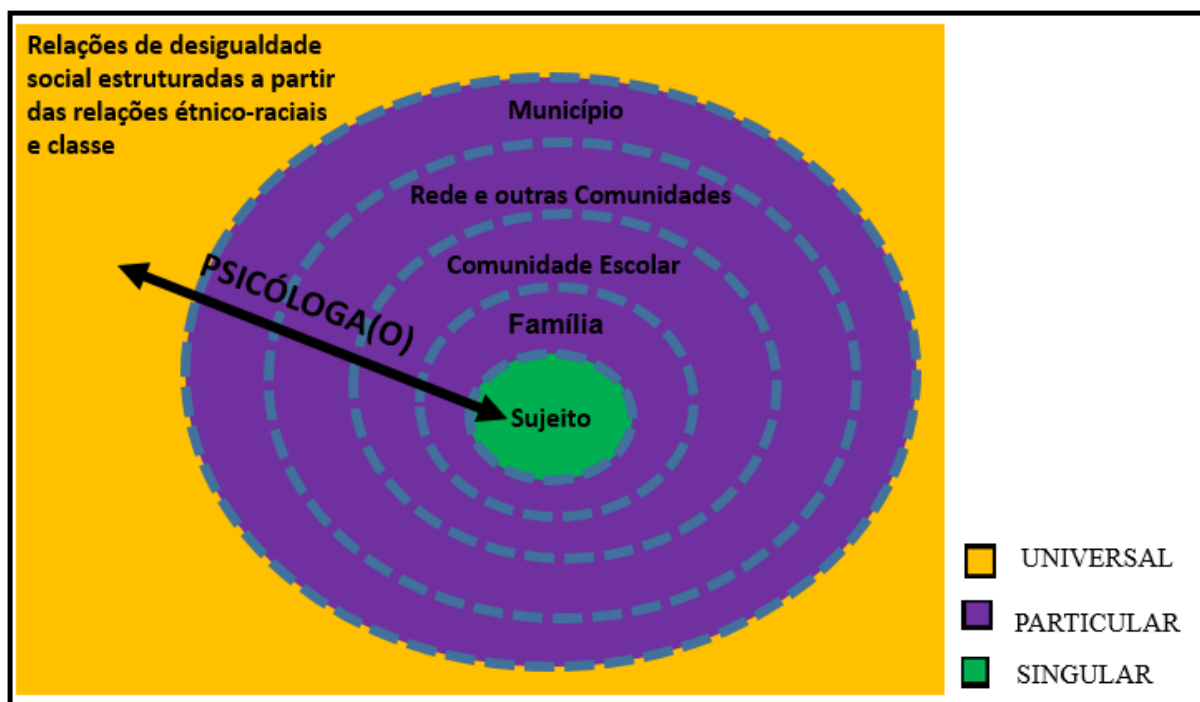 Relações de desigualdade
social estruturadas a partir
das relações étnico-raciais
e classe
Município
Rede e outras Comunidades
Comunidade Escolar
PSICÓLOGA(O)
Família
Sujeito
UNIVERSAL
PARTICULAR
SINGULAR